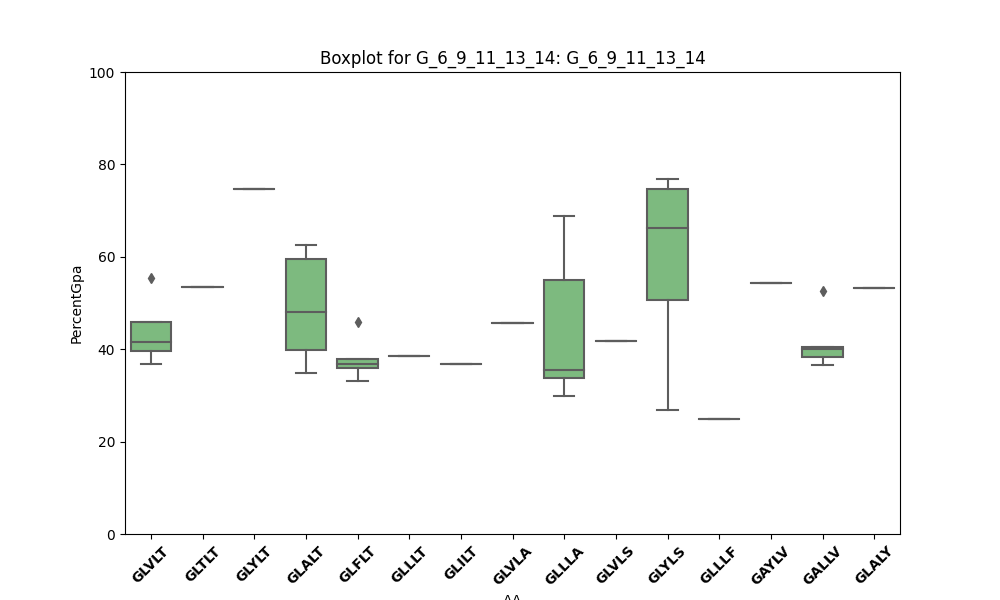 Boxplot for G_6_9_11_13_14: G_6_9_11_13_14
100
80
60
40
20
0
PercentGpa
GLVLT GLTLT GLYLT GLALT GLFLT GLLLT GLILT GLVLA GLLLA GLVLS GLYLS GLLLF GAYLV GALLV GLALY
AA